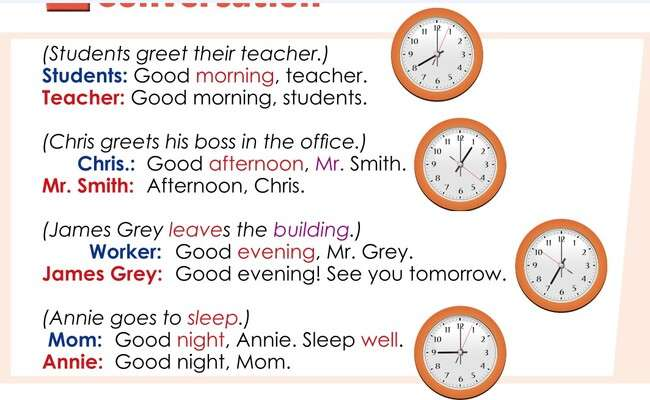 conversation
(Students greet their teacher.)
Students: Good morning, teacher.
Teacher: Good morning, students.
(Chris greets his boss in the office.)
Chris.: Good afternoon, Mr. Smith.
Mr. Smith: Afternoon, Chris.
(James Grey leaves the building.)
Worker: Good evening, Mr. Grey.
James Grey: Good evening! See you tomorrow.
(Annie goes to sleep.)
Mom: Good night, Annie. Sleep well.
Annie: Good night, Mom.